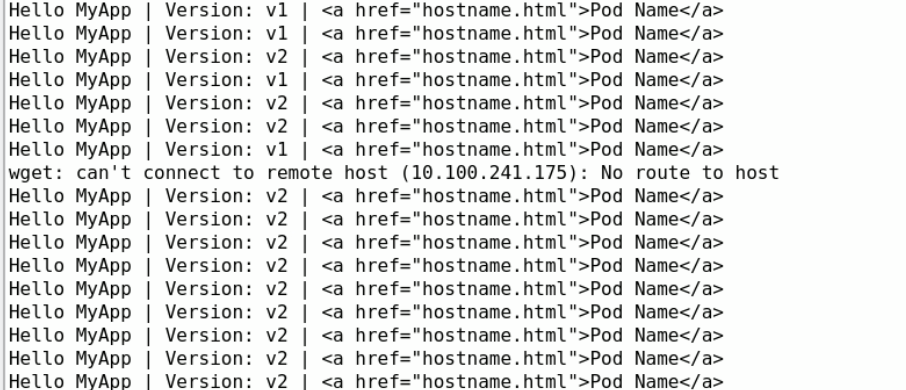 Hello MyApp | Version: v1 | <a href="hostname.html">Pod Name</a>
Hello MyApp | Version: v1 | <a href="hostname.html">Pod Name</a>
Hello MyApp | Version: v2 | <a href="hostname.html">Pod Name</a>
Hello MyApp | Version: v1 | <a href="hostname.html">Pod Name</a>
Hello MyApp | Version: v2 | <a href="hostname.html">Pod Name</a>
Hello MyApp | Version: v2 | <a href="hostname.html">Pod Name</a>
Hello MyApp | Version: v1 | <a href="hostname.html">Pod Name</a>
wget: can't connect to remote host (10.100.241.175): No route to host
Hello MyApp | Version: v2 | <a href="hostname.html">Pod Name</a>
Hello MyApp | Version: v2 | <a href="hostname.html">Pod Name</a>
Hello MyApp | Version: v2 | <a href="hostname.html">Pod Name</a>
Hello MyApp | Version: v2 | <a href="hostname.html">Pod Name</a>
Hello MyApp | Version: v2 | <a href="hostname.html">Pod Name</a>
Hello MyApp | Version: v2 | <a href="hostname.html">Pod Name</a>
Hello MyApp | Version: v2 | <a href="hostname.html">Pod Name</a>
Hello MyApp | Version: v2 | <a href="hostname.html">Pod Name</a>
Hello MyApp | Version: v2 | <a href="hostname.html">Pod Name</a>